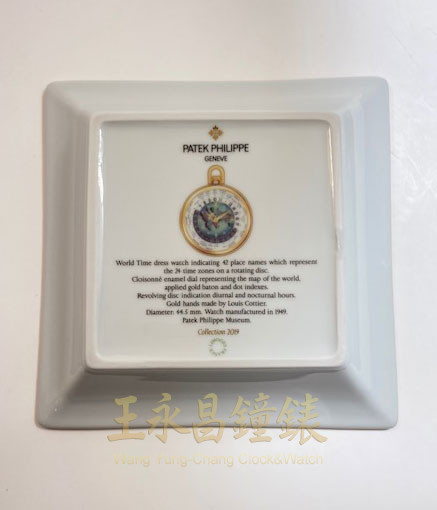 PATEK PHILIPPE
GENEVE
World Time dress watch indicating 42 place names which represent
the 24 time zones on a rotating disc.
Cloisonné enamel dial representing the map of the world,
applied gold baton and dot indexes.
Revolving disc indication diurnal and nocturnal hours.
Gold hands made by Louis Cottier.
Diameter: 44.5 mm. Watch manufactured in 1949.
Patek Philippe Museum.
Collection 2019
王永昌鐘錶
Wang Yung-Chang Clock&Watch